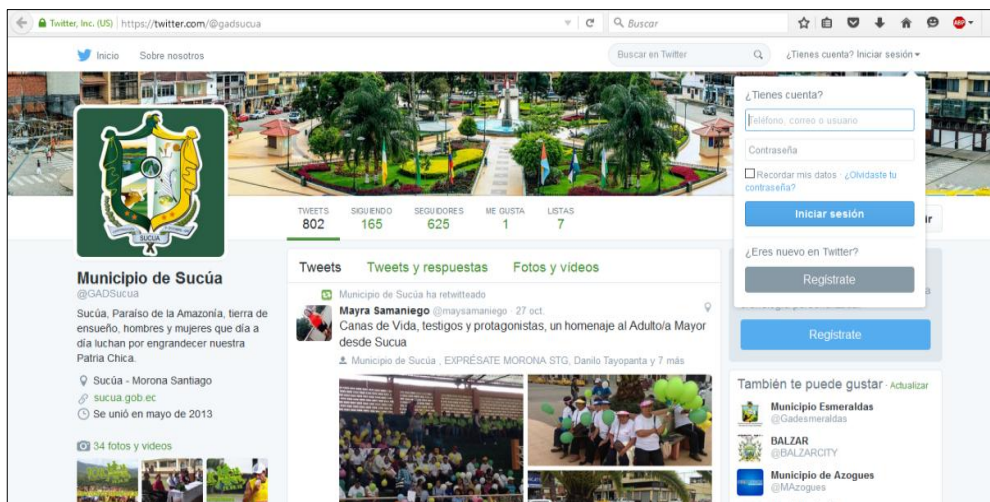 Twitter, Inc. (US) https://twitter.com/@gadsucua
Buscar
ABP
Inicio Sobre nosotros
Buscar en Twitter
¿Tienes cuenta? Iniciar sesión
¿Tienes cuenta?
Teléfono, correo o usuario
Contraseña
Recordar mis datos · ¿Olvidaste tu
contraseña?
Iniciar sesión
¿Eres nuevo en Twitter?
Regístrate
SUCUA
TWEETS SIGUIENDO SEGUIDORES ME GUSTA LISTAS
802 165 625 1 7
ir
Municipio de Sucúa
@GADSucua
Sucúa, Paraíso de la Amazonía, tierra de
ensueño, hombres y mujeres que día a
día luchan por engrandecer nuestra
Patria Chica.
Sucúa - Morona Santiago
sucua.gob.ec
Se unió en mayo de 2013
34 fotos y videos
Tweets Tweets y respuestas Fotos y videos
Municipio de Sucúa ha retwitteado
Mayra Samaniego @maysamaniego · 27 oct.
Canas de Vida, testigos y protagonistas, un homenaje al Adulto/a Mayor
desde Sucua
Municipio de Sucúa , EXPRÉSATE MORONA STG, Danilo Tayopanta y 7 más
Regístrate
También te puede gustar · Actualizar
Municipio Esmeraldas
@Gadesmeraldas
BALZAR
@BALZARCITY
Municipio de Azogues
@MAzogues